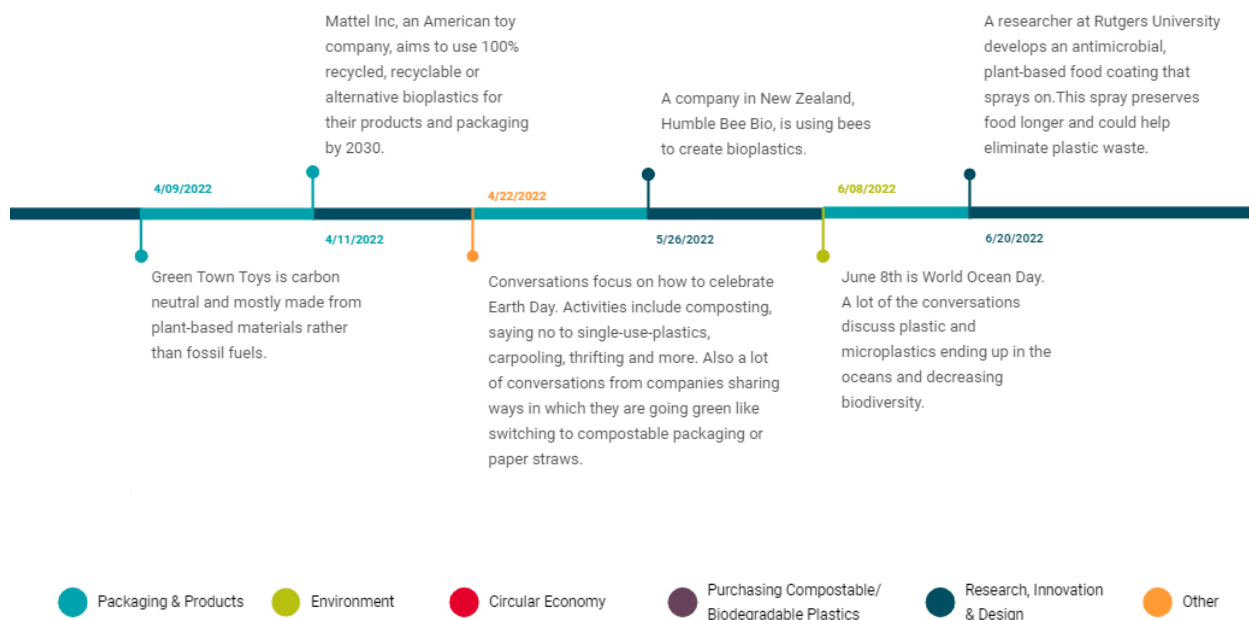 Mattel Inc, an American toy
company, aims to use 100%
recycled, recyclable or
alternative bioplastics for
their products and packaging
by 2030.
A company in New Zealand,
Humble Bee Bio, is using bees
to create bioplastics.
A researcher at Rutgers University
develops an antimicrobial,
plant-based food coating that
sprays on.This spray preserves
food longer and could help
eliminate plastic waste.
4/09/2022
4/22/2022
6/08/2022
4/11/2022
5/26/2022
6/20/2022
Green Town Toys is carbon
neutral and mostly made from
plant-based materials rather
than fossil fuels.
Conversations focus on how to celebrate
Earth Day. Activities include composting,
saying no to single-use-plastics,
carpooling, thrifting and more. Also a lot
of conversations from companies sharing
ways in which they are going green like
switching to compostable packaging or
paper straws.
June 8th is World Ocean Day.
A lot of the conversations
discuss plastic and
microplastics ending up in the
oceans and decreasing
biodiversity.
Packaging & Products
Environment
Circular Economy
Purchasing Compostable/
Biodegradable Plastics
Research, Innovation
& Design
Other